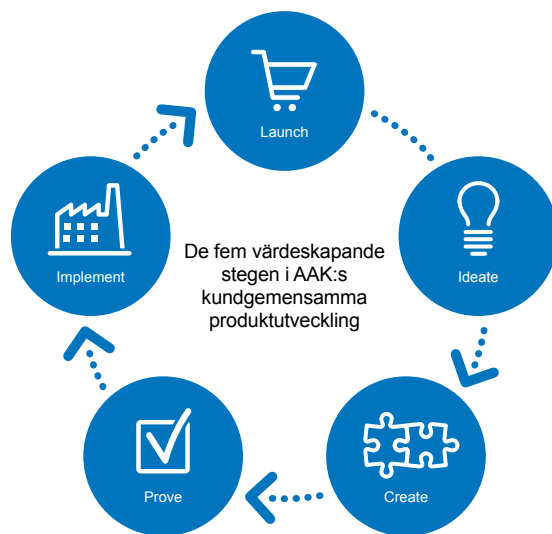 Launch
Ideate
Implement
De fem värdeskapande
stegen i AAK:s
kundgemensamma
produktutveckling
Prove
Create